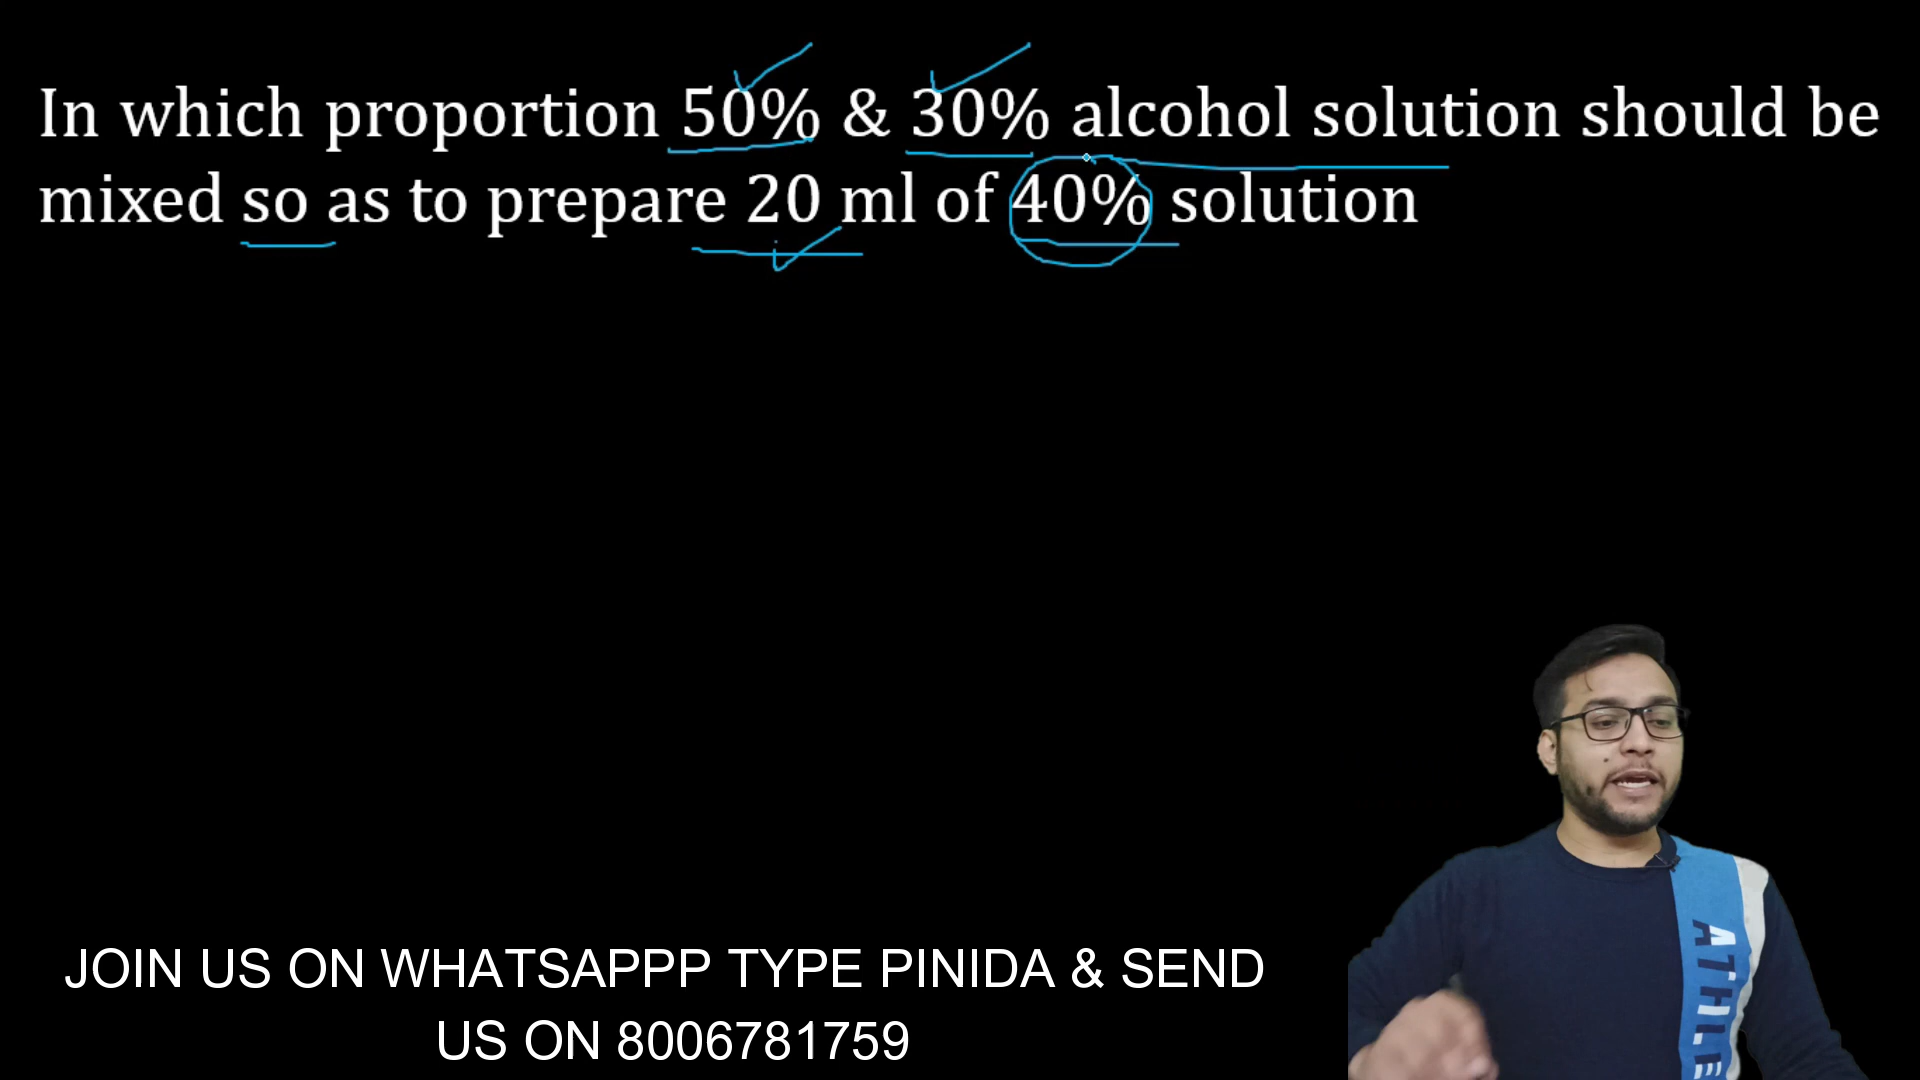 In which proportion 50% & 30% alcohol solution should be
mixed so as to prepare 20 ml of 40% solution
JOIN US ON WHATSAPPP TYPE PINIDA & SEND
US ON 8006781759
ATHLE